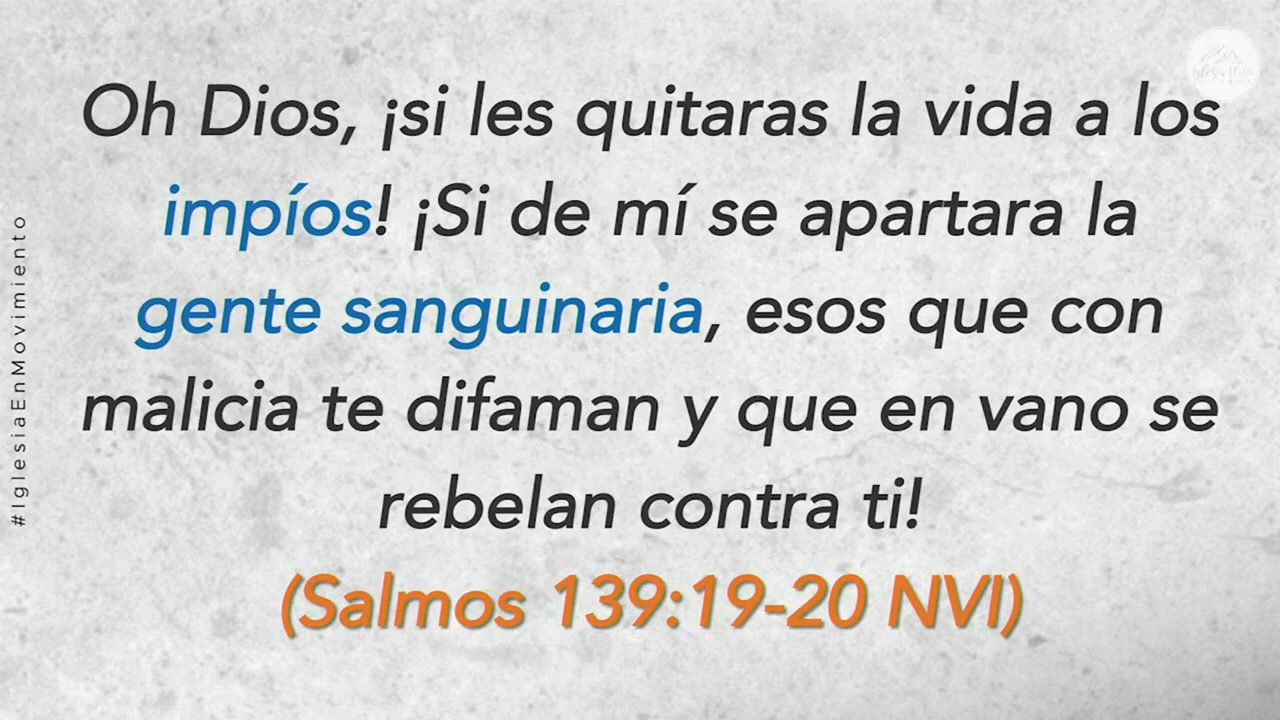 Oh Dios, ¡si les quitaras la vida a los
impíos! ¡Si de mí se apartara la
gente sanguinaria, esos que con
malicia te difaman y que en vano se
rebelan contra ti!
(Salmos 139:19-20 NVI)
#IglesiaEnMovimiento